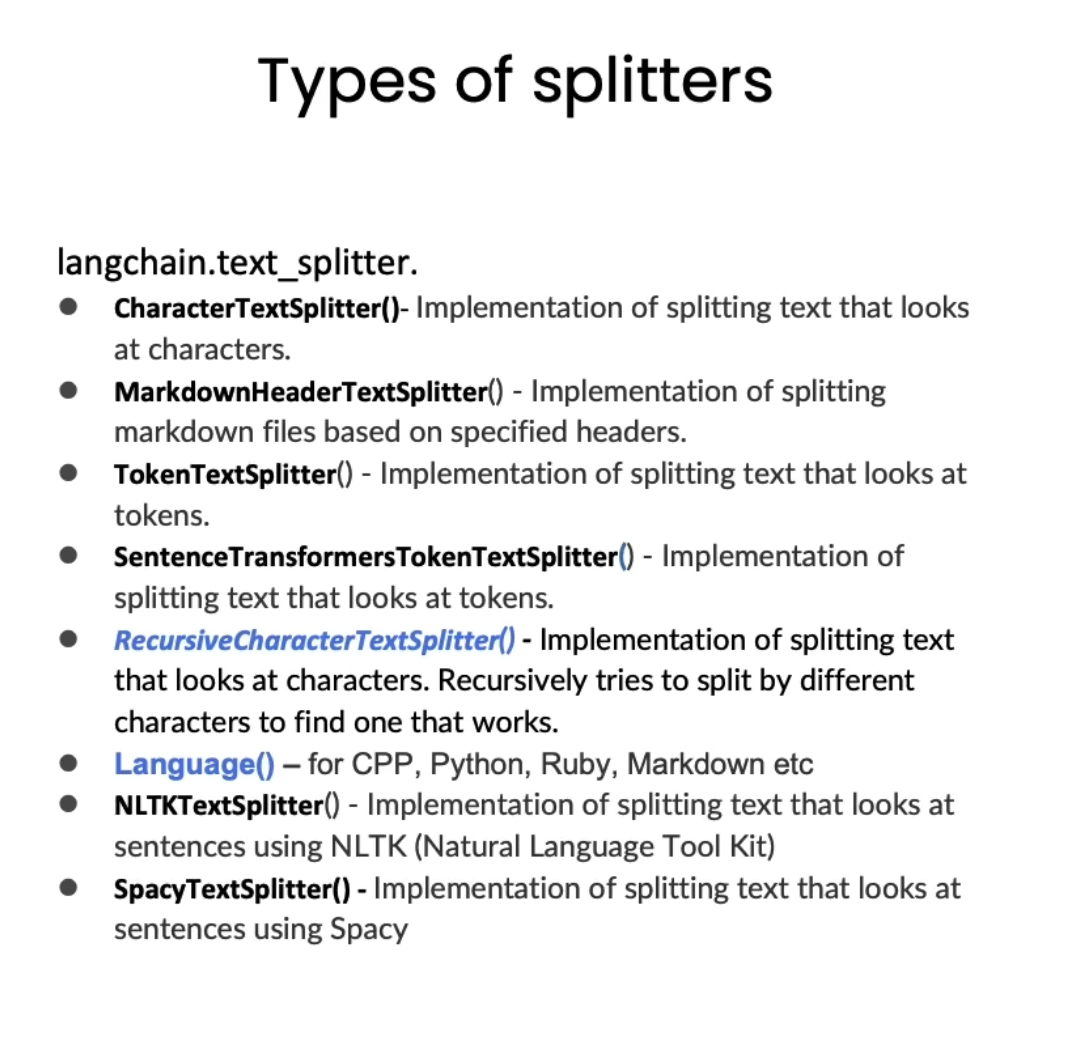 Types of splitters
langchain.text_splitter.
● CharacterTextSplitter()- Implementation of splitting text that looks
at characters.
● MarkdownHeaderTextSplitter() - Implementation of splitting
markdown files based on specified headers.
● TokenTextSplitter() - Implementation of splitting text that looks at
tokens.
● SentenceTransformersTokenTextSplitter() - Implementation of
splitting text that looks at tokens.
● RecursiveCharacterTextSplitter() - Implementation of splitting text
that looks at characters. Recursively tries to split by different
characters to find one that works.
● Language() – for CPP, Python, Ruby, Markdown etc
● NLTKTextSplitter() - Implementation of splitting text that looks at
sentences using NLTK (Natural Language Tool Kit)
● SpacyTextSplitter() - Implementation of splitting text that looks at
sentences using Spacy